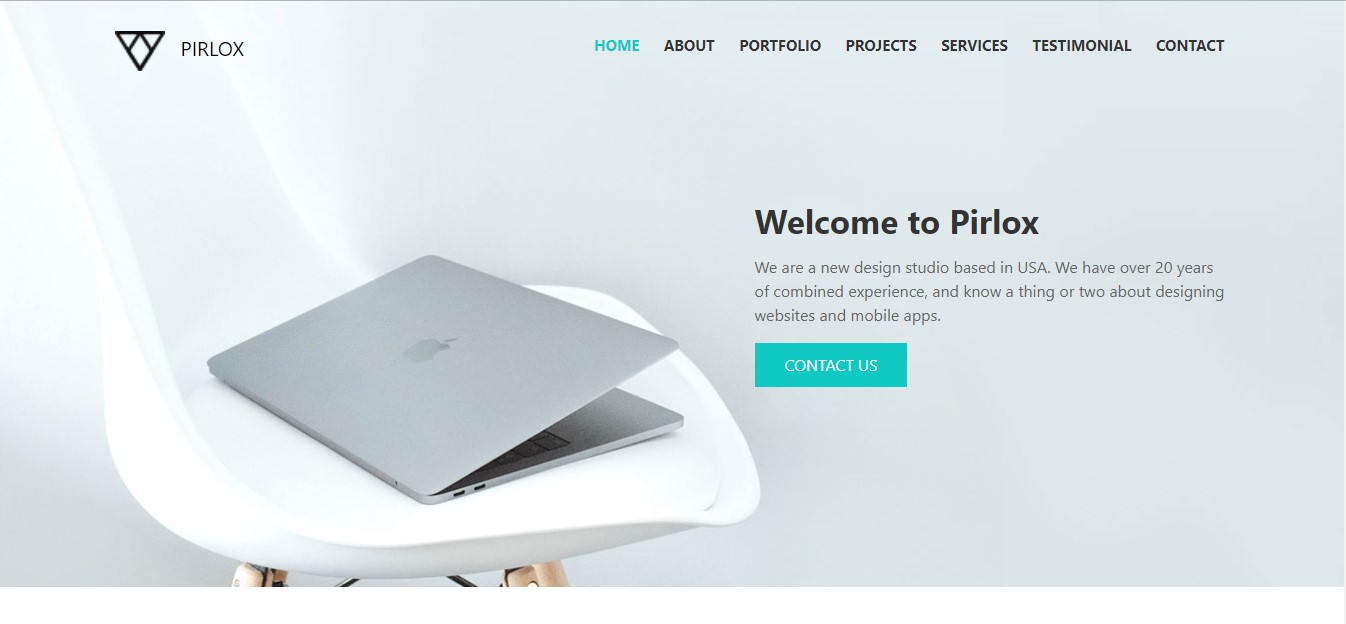 PIRLOX
HOME ABOUT PORTFOLIO PROJECTS SERVICES TESTIMONIAL CONTACT
Welcome to Pirlox
We are a new design studio based in USA. We have over 20 years
of combined experience, and know a thing or two about designing
websites and mobile apps.
CONTACT US